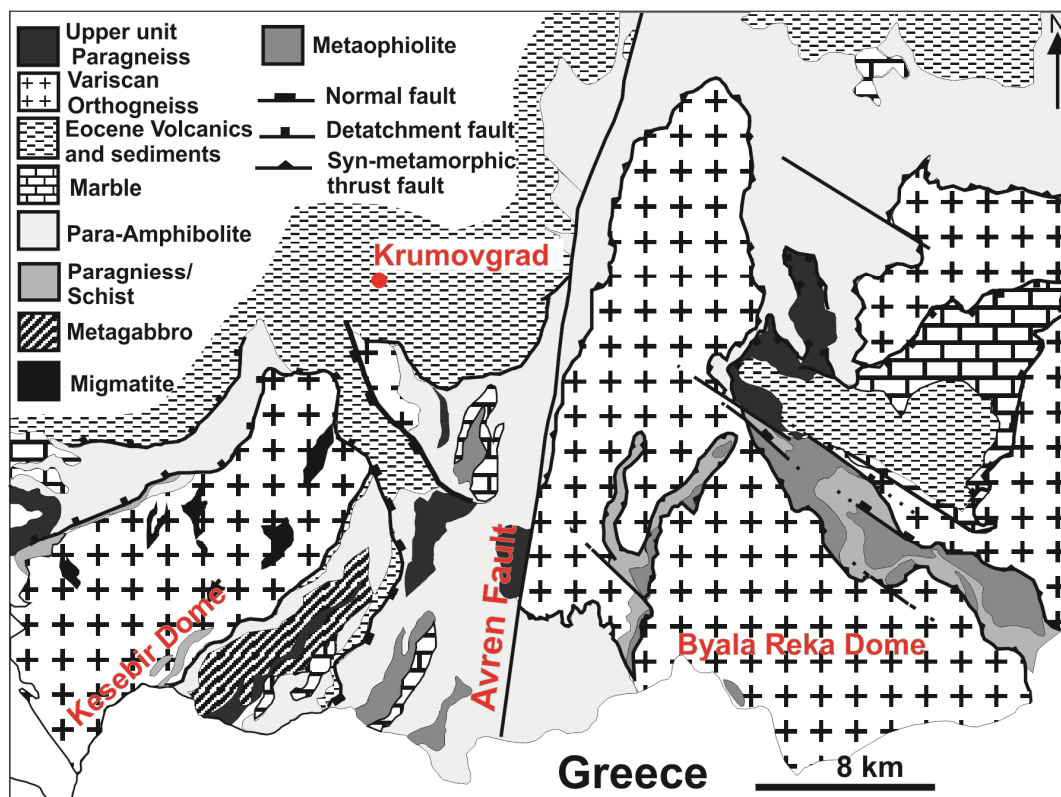 Upper unit
Paragneiss
Variscan
Orthogneiss
Eocene Volcanics
and sediments
Marble
Para-Amphibolite
Paragniess/
Schist
Metagabbro
Migmatite
Metaophiolite
Normal fault
Detatchment fault
Syn-metamorphic
thrust fault
N
Krumovgrad
Kesebir Dome
Avren Fault
Byala Reka Dome
Greece
8 km